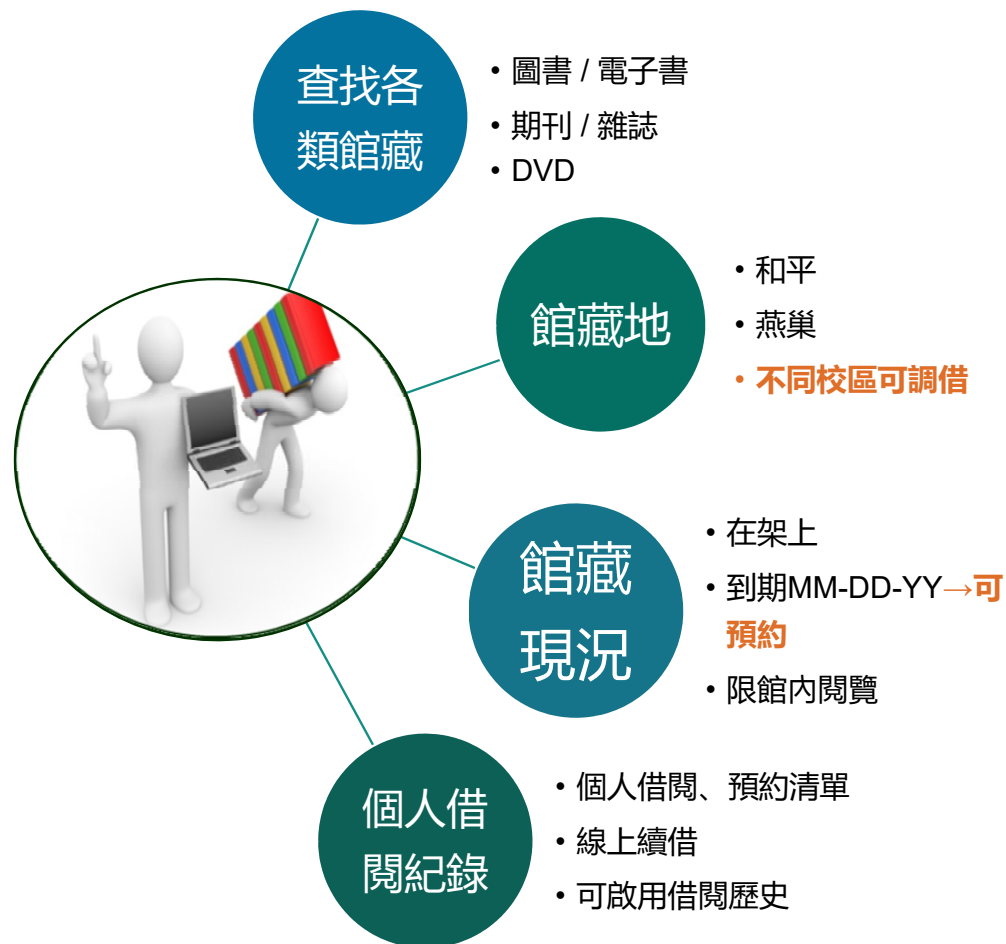 查找各
類館藏
• 圖書 / 電子書
• 期刊 / 雜誌
• DVD
館藏地
• 和平
• 燕巢
• 不同校區可調借
館藏
現況
• 在架上
• 到期MM-DD-YY→可
預約
• 限館內閱覽
個人借
閱紀錄
• 個人借閱、預約清單
• 線上續借
• 可啟用借閱歷史